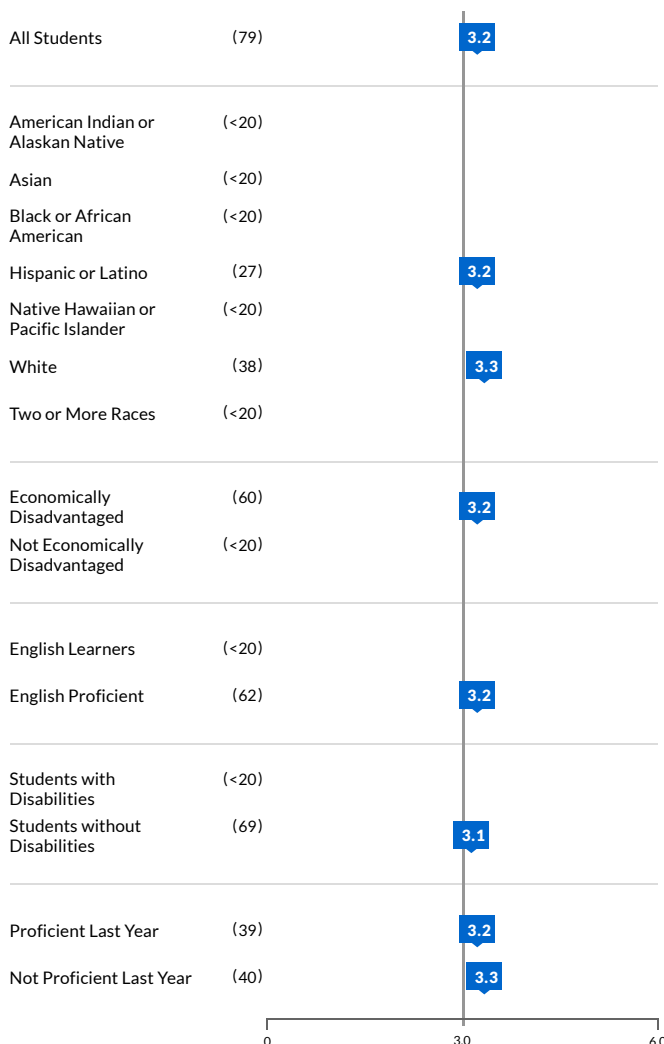 All Students (79) 3.2
American Indian or (<20)
Alaskan Native
Asian (<20)
Black or African (<20)
American
Hispanic or Latino (27) 3.2
Native Hawaiian or (<20)
Pacific Islander
White (38) 3.3
Two or More Races (<20)
Economically (60) 3.2
Disadvantaged
Not Economically (<20)
Disadvantaged
English Learners (<20)
English Proficient (62) 3.2
Students with (<20)
Disabilities
Students without (69) 3.1
Disabilities
Proficient Last Year (39) 3.2
Not Proficient Last Year (40) 3.3
0 3.0 6.0